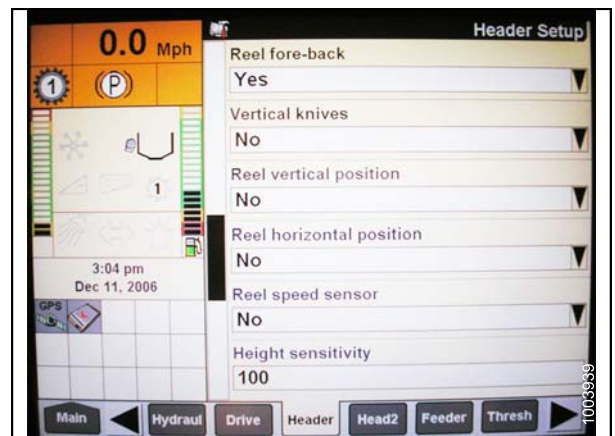 0.0 Mph
Header Setup
1
(P)
1
3:04 pm
Dec 11, 2006
GPS
Reel fore-back
Yes
Vertical knives
No
Reel vertical position
No
Reel horizontal position
No
Reel speed sensor
No
Height sensitivity
100
Main
Hydraul
Drive
Header
Head2
Feeder
Thresh
1003939